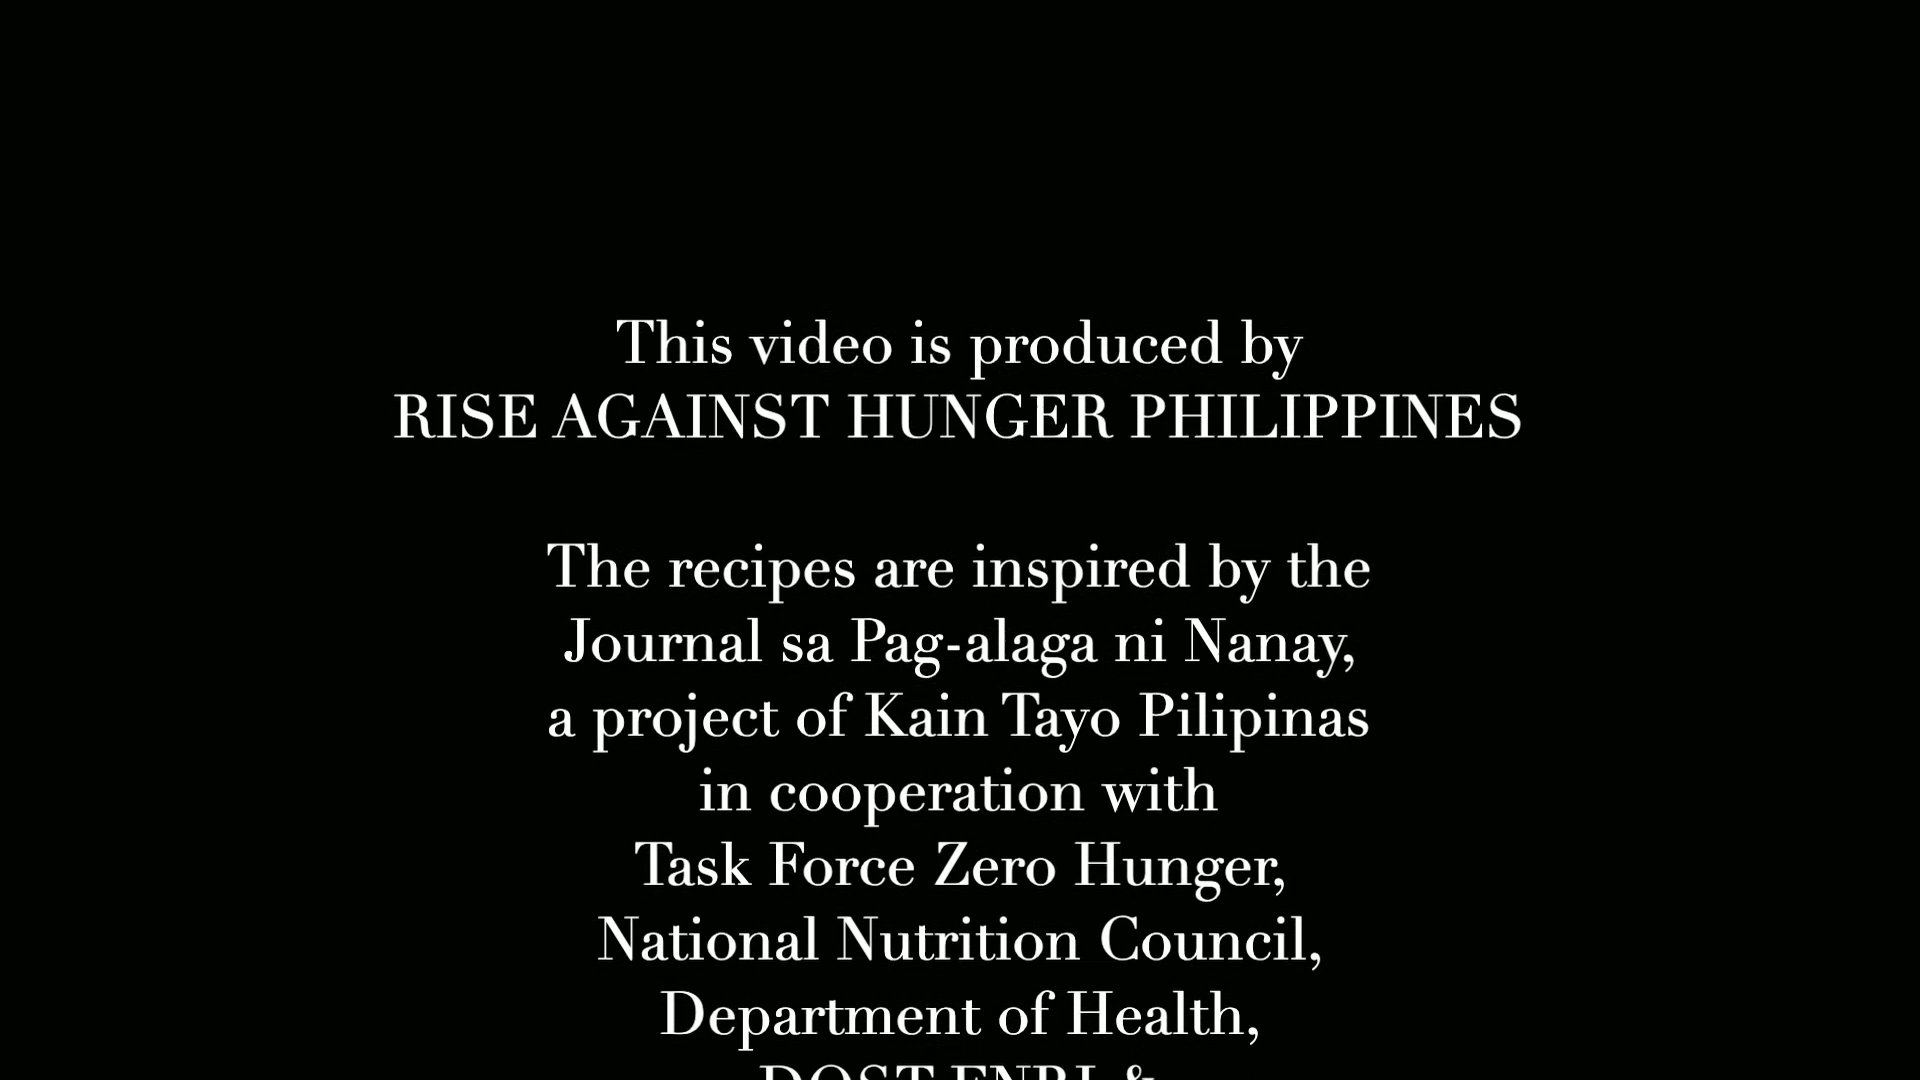 This video is produced by
RISE AGAINST HUNGER PHILIPPINES
The recipes are inspired by the
Journal sa Pag-alaga ni Nanay,
a project of Kain Tayo Pilipinas
in cooperation with
Task Force Zero Hunger,
National Nutrition Council,
Department of Health,
DOST FNRI &